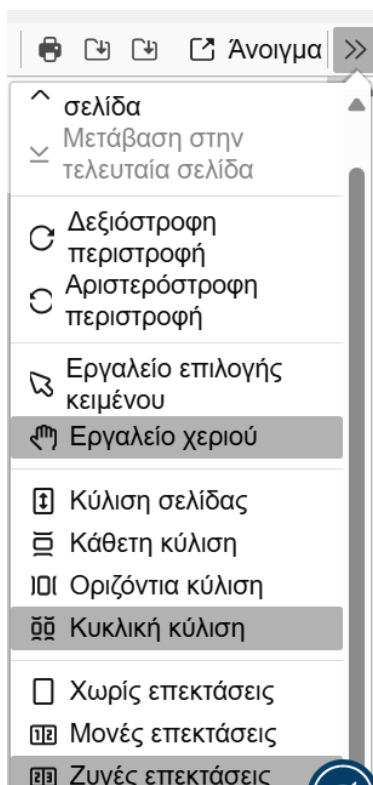 Άνοιγμα
σελίδα
Μετάβαση στην
τελευταία σελίδα
Δεξιόστροφη
περιστροφή
Αριστερόστροφη
περιστροφή
Εργαλείο επιλογής
κειμένου
Εργαλείο χεριού
Κύλιση σελίδας
Κάθετη κύλιση
Οριζόντια κύλιση
Κυκλική κύλιση
Χωρίς επεκτάσεις
Μονές επεκτάσεις
Ζυγές επεκτάσεις